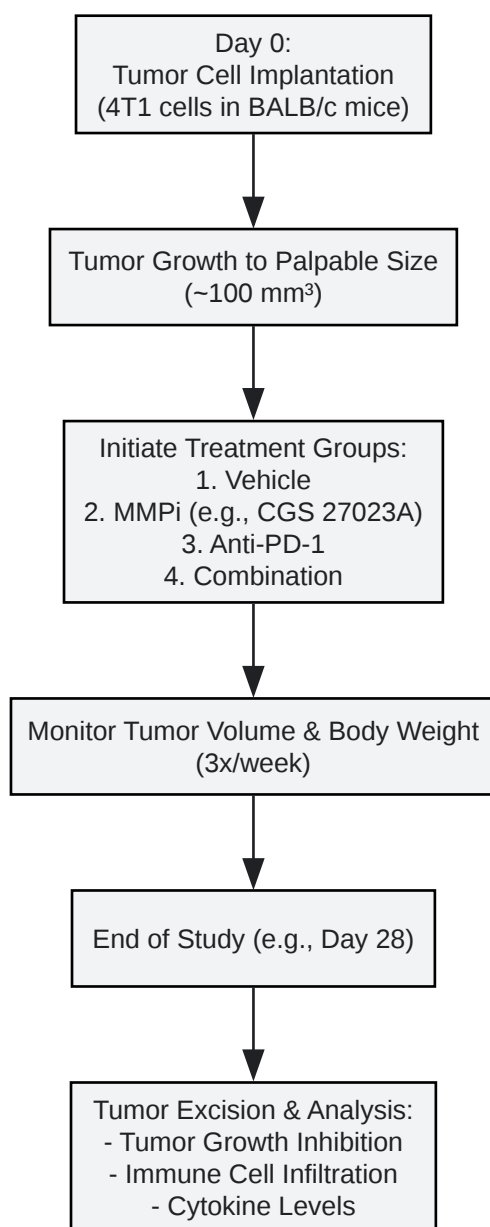 Day 0:
Tumor Cell Implantation
(4T1 cells in BALB/c mice)
Tumor Growth to Palpable Size
(~100 mm³)
Initiate Treatment Groups:
1. Vehicle
2. MMPi (e.g., CGS 27023A)
3. Anti-PD-1
4. Combination
Monitor Tumor Volume & Body Weight
(3x/week)
End of Study (e.g., Day 28)
Tumor Excision & Analysis:
- Tumor Growth Inhibition
- Immune Cell Infiltration
- Cytokine Levels